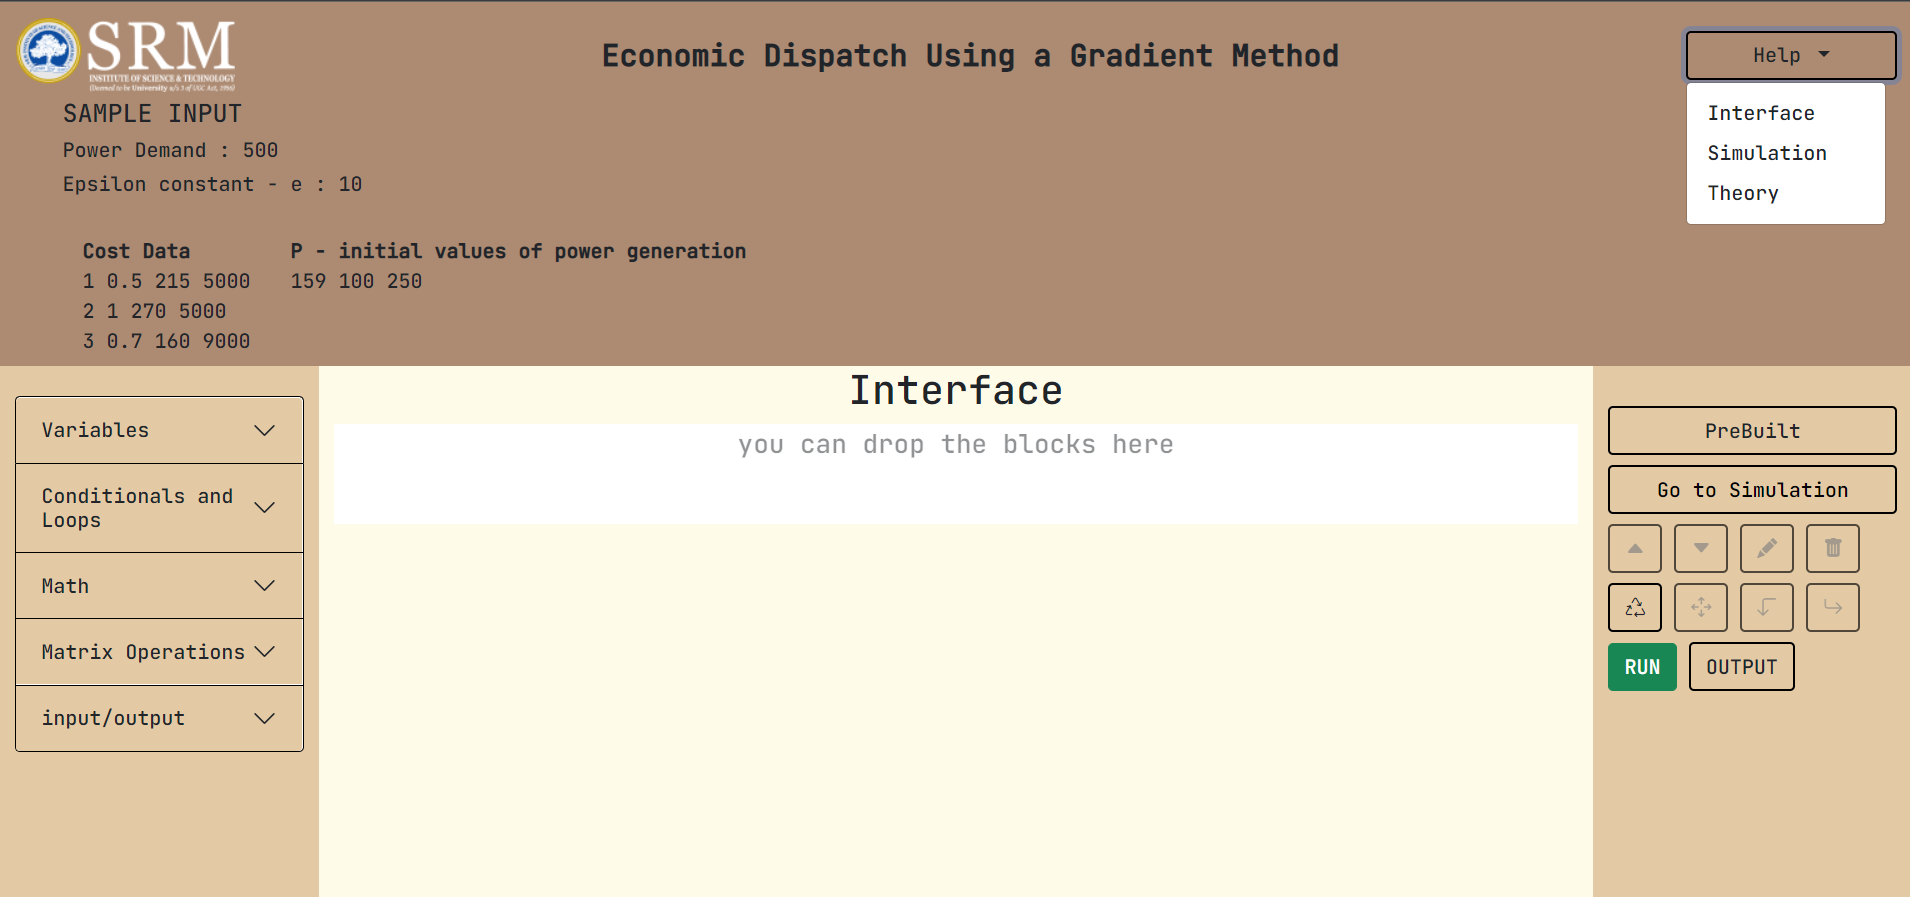 SRM
INSTITUTE OF SCIENCE & TECHNOLOGY
(Deemed to be University u/s 3 of UGC Act, 1956)
Economic Dispatch Using a Gradient Method
Help
Interface
Simulation
Theory
SAMPLE INPUT
Power Demand : 500
Epsilon constant - e : 10
Cost Data
1 0.5 215 5000
2 1 270 5000
3 0.7 160 9000
P - initial values of power generation
159 100 250
Variables
Conditionals and
Loops
Math
Matrix Operations
input/output
Interface
you can drop the blocks here
PreBuilt
Go to Simulation
RUN
OUTPUT